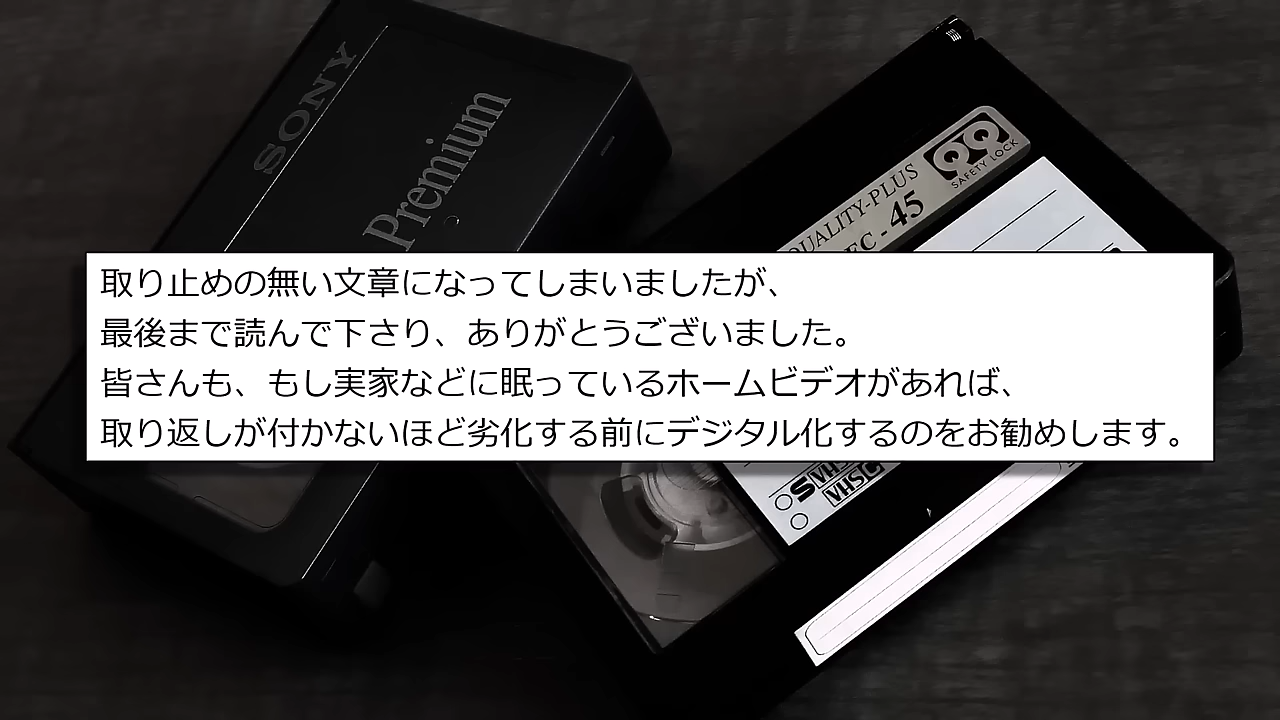 SONY
Premium
QUALITY-PLUS
EC-45
SAFETY LOCK
取り止めの無い文章になってしまいましたが、
最後まで読んで下さり、ありがとうございました。
皆さんも、もし実家などに眠っているホームビデオがあれば、
取り返しが付かないほど劣化する前にデジタル化するのをお勧めします。
VHS